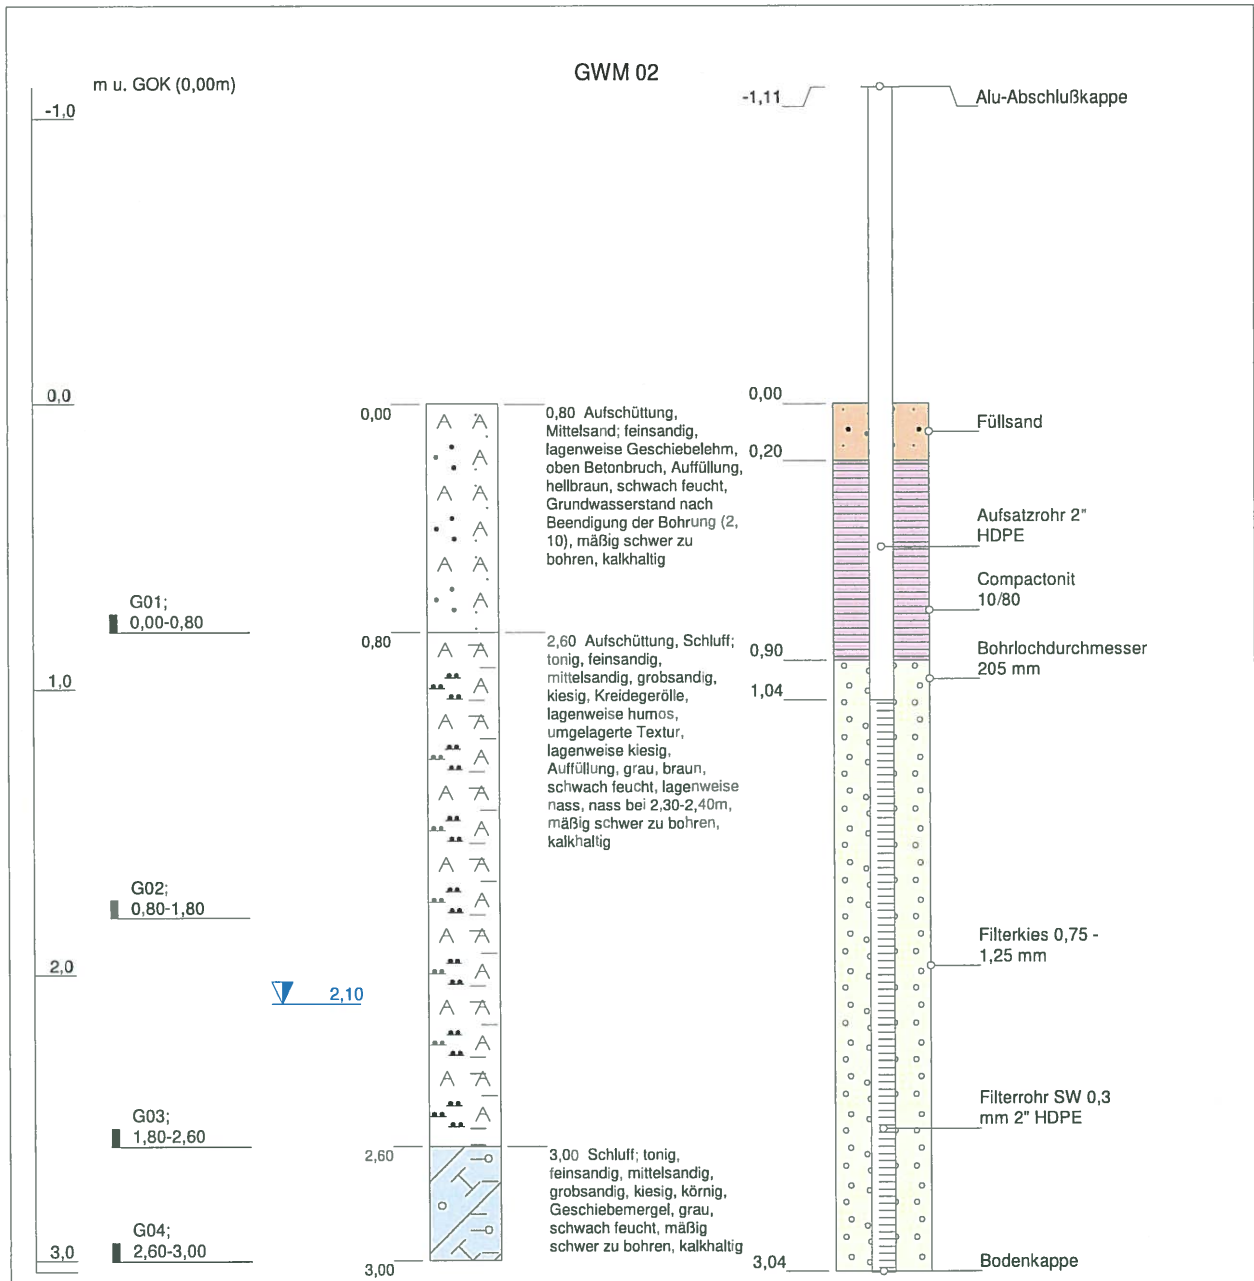 GWM 02
m u. GOK (0,00m)
-1,0
0,0
1,0
2,0
3,0
G01;
0,00-0,80
G02;
0,80-1,80
G03;
1,80-2,60
G04;
2,60-3,00
2,10
0,00
0,80
2,60
3,00
0,80 Aufschüttung,
Mittelsand; feinsandig,
lagenweise Geschiebelehm,
oben Betonbruch, Auffüllung,
hellbraun, schwach feucht,
Grundwasserstand nach
Beendigung der Bohrung (2,
10), mäßig schwer zu
bohren, kalkhaltig
2,60 Aufschüttung, Schluff;
tonig, feinsandig,
mittelsandig, grobsandig,
kiesig, Kreidegerölle,
lagenweise humos,
umgelagerte Textur,
lagenweise kiesig,
Auffüllung, grau, braun,
schwach feucht, lagenweise
nass, nass bei 2,30-2,40m,
mäßig schwer zu bohren,
kalkhaltig
3,00 Schluff; tonig,
feinsandig, mittelsandig,
grobsandig, kiesig, körnig,
Geschiebemergel, grau,
schwach feucht, mäßig
schwer zu bohren, kalkhaltig
-1,11
0,00
0,20
0,90
1,04
3,04
Alu-Abschlußkappe
Füllsand
Aufsatzrohr 2"
HDPE
Compactonit
10/80
Bohrlochdurchmesser
205 mm
Filterkies 0,75 -
1,25 mm
Filterrohr SW 0,3
mm 2" HDPE
Bodenkappe